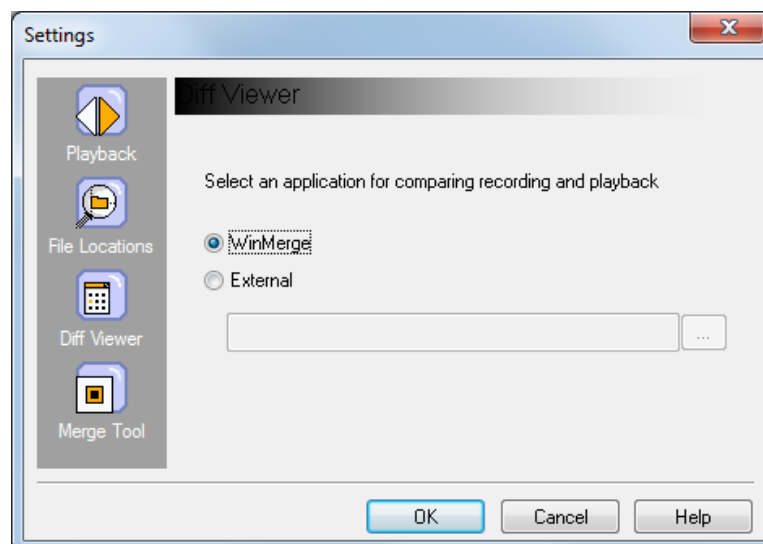 Settings
Diff Viewer
Playback
File Locations
Diff Viewer
Merge Tool
Select an application for comparing recording and playback
WinMerge
External
...
OK
Cancel
Help